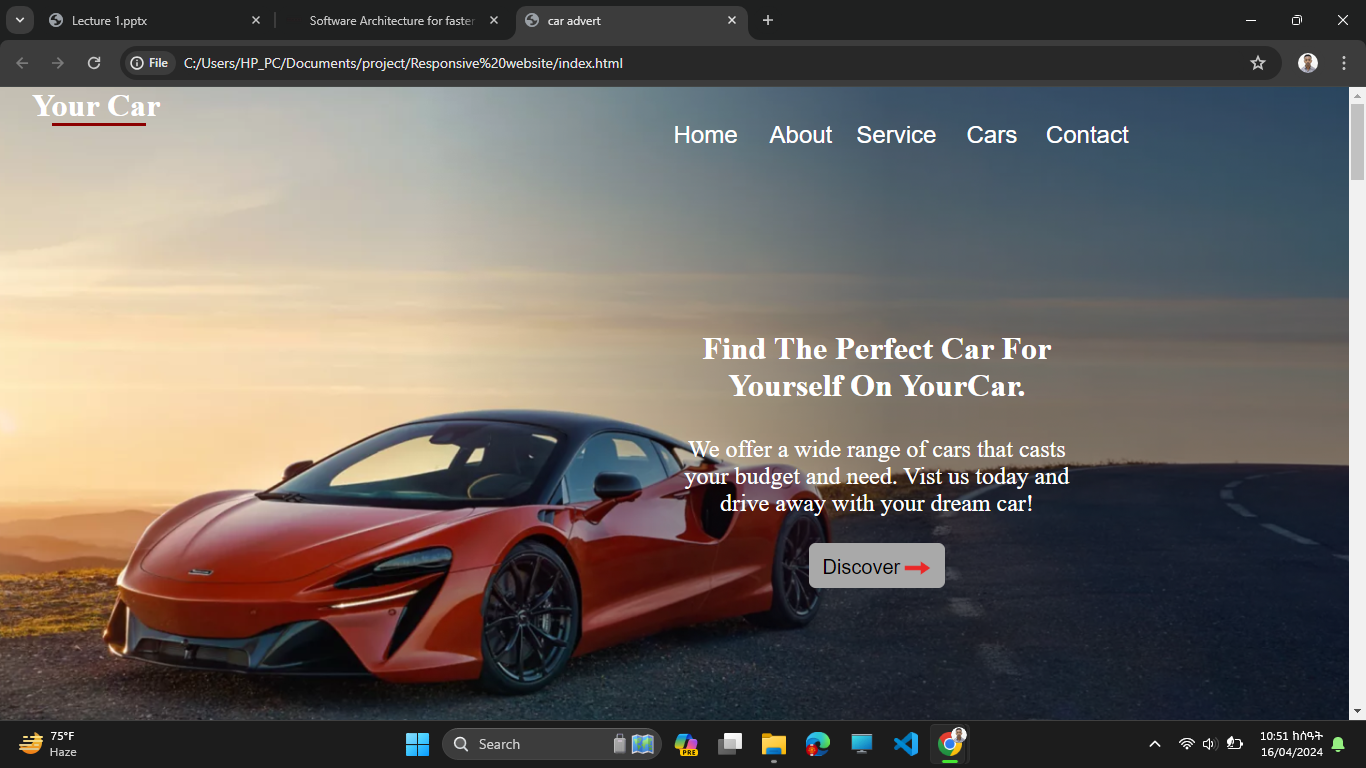 Lecture 1.pptx
Software Architecture for faster
car advert
File
C:/Users/HP_PC/Documents/project/Responsive%20website/index.html
Your Car
Home About Service Cars Contact
Find The Perfect Car For
Yourself On YourCar.
We offer a wide range of cars that casts
your budget and need. Vist us today and
drive away with your dream car!
Discover
75°F
Haze
Search
PRE
10:51 ከሰዓት
16/04/2024